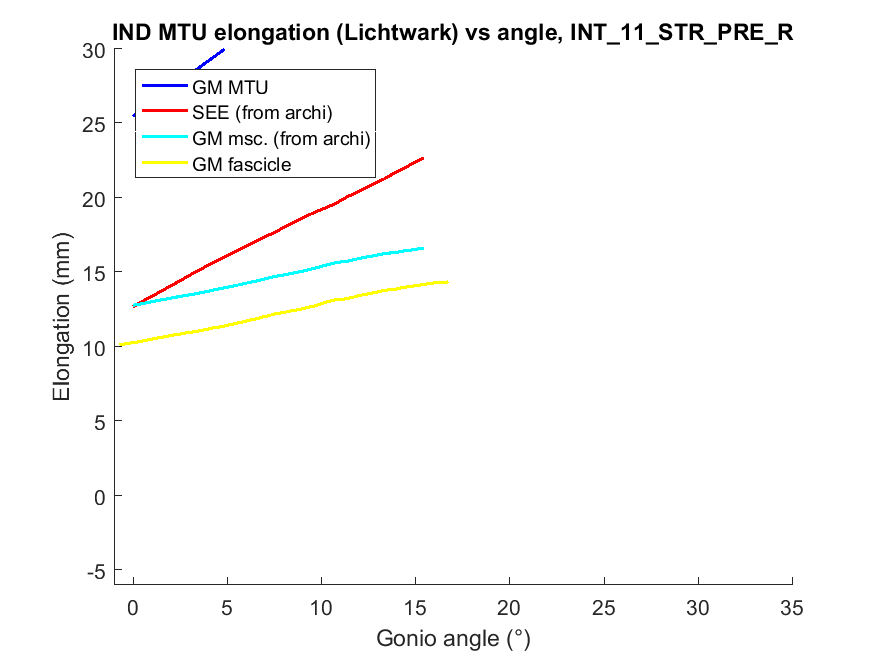 IND MTU elongation (Lichtwark) vs angle, INT_11_STR_PRE_R
30
25
20
15
10
5
0
-5
Elongation (mm)
GM MTU
SEE (from archi)
GM msc. (from archi)
GM fascicle
0 5 10 15 20 25 30 35
Gonio angle (°)